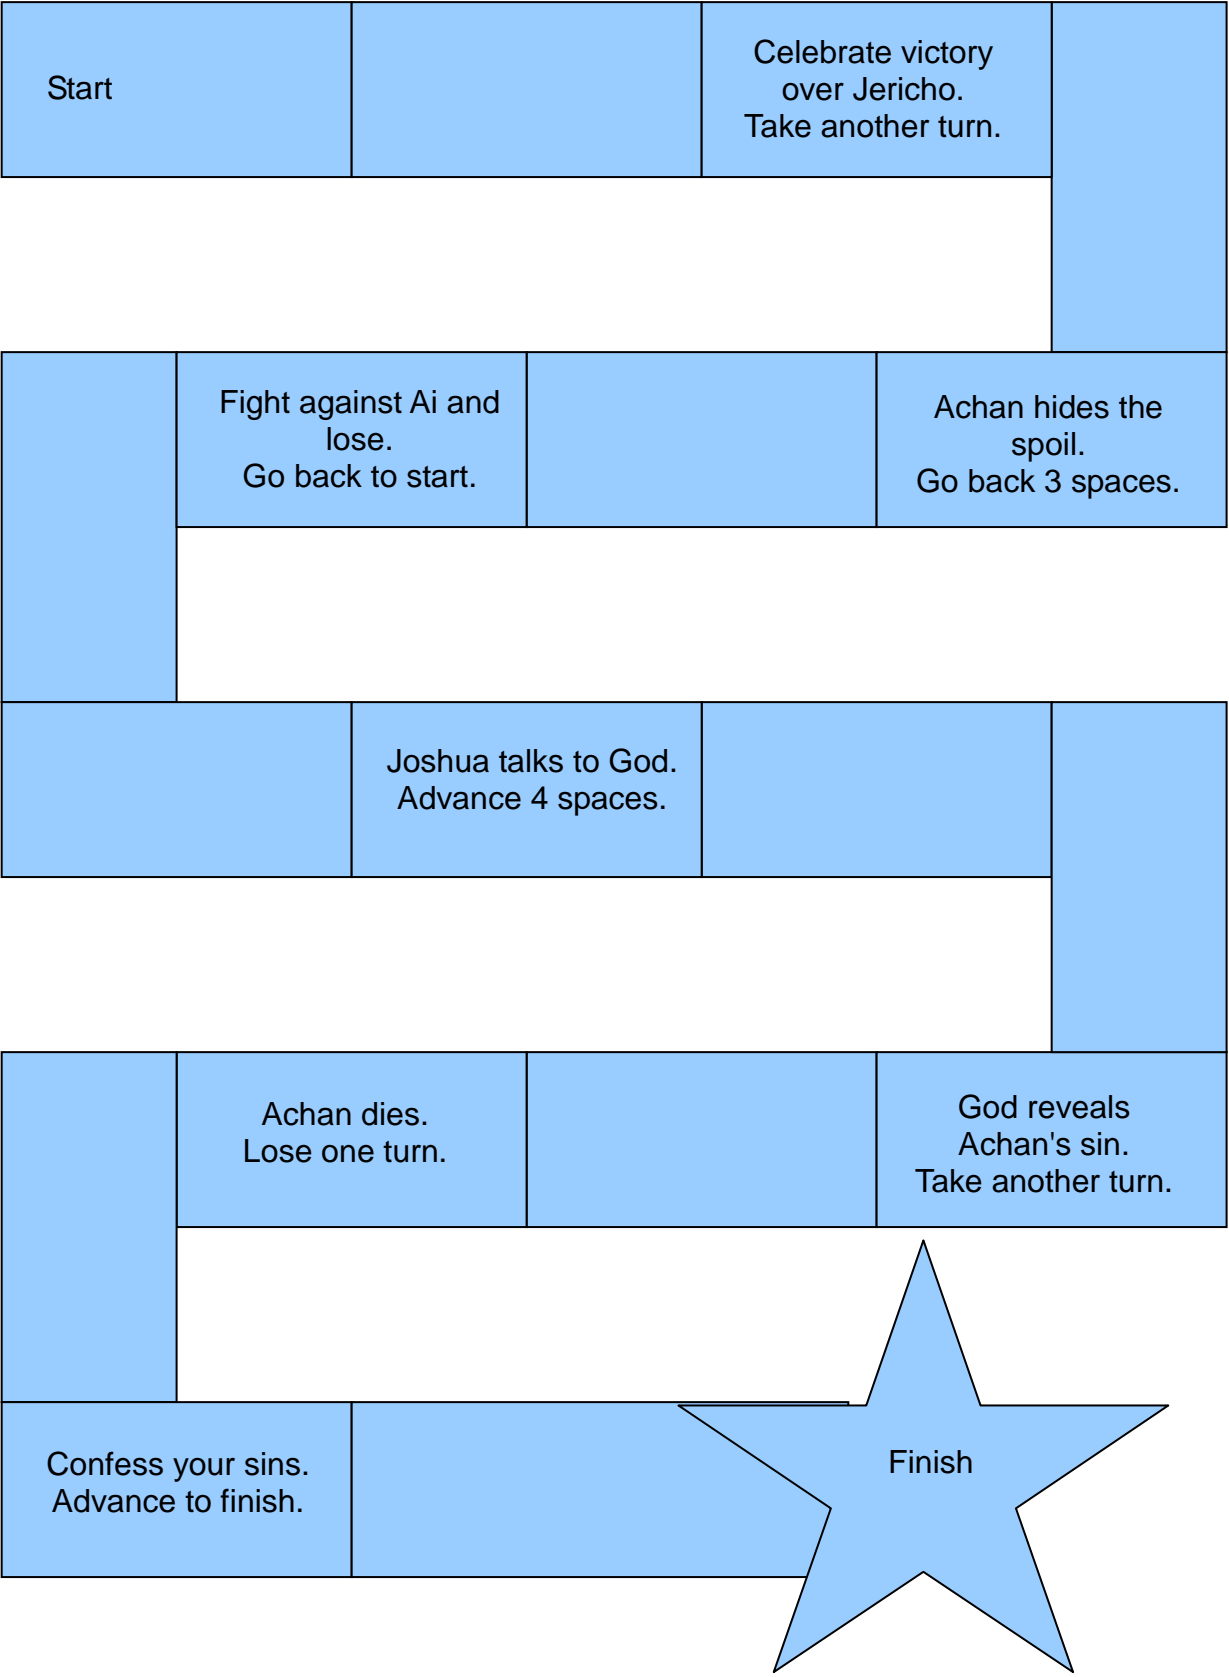 Start
Celebrate victory
over Jericho.
Take another turn.
Achan hides the
spoil.
Go back 3 spaces.
Fight against Ai and
lose.
Go back to start.
Joshua talks to God.
Advance 4 spaces.
God reveals
Achan's sin.
Take another turn.
Achan dies.
Lose one turn.
Confess your sins.
Advance to finish.
Finish